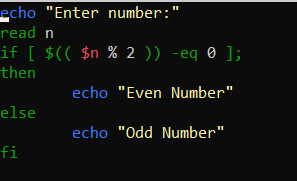 echo "Enter number:"
read n
if [ $(( $n % 2 )) -eq 0 ];
then
        echo "Even Number"
else
        echo "Odd Number"
fi